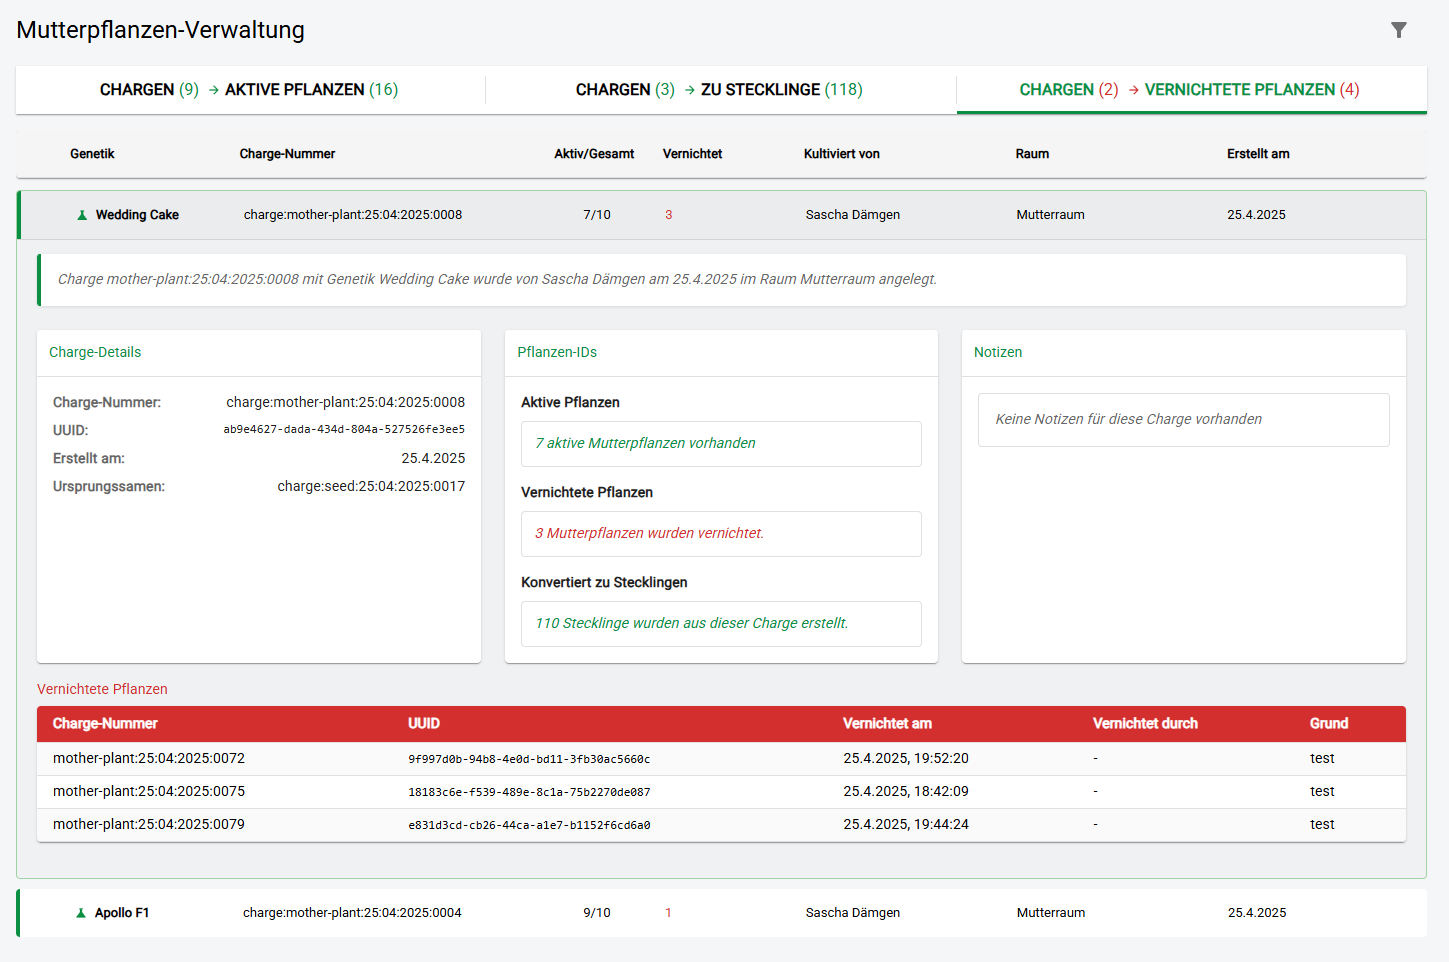 Mutterpflanzen-Verwaltung
CHARGEN (9) → AKTIVE PFLANZEN (16)
CHARGEN (3) → ZU STECKLINGE (118)
CHARGEN (2) → VERNICHTETE PFLANZEN (4)
Genetik Charge-Nummer Aktiv/Gesamt Vernichtet Kultiviert von Raum Erstellt am
Wedding Cake charge:mother-plant:25:04:2025:0008 7/10 3 Sascha Dämgen Mutterraum 25.4.2025
Charge mother-plant:25:04:2025:0008 mit Genetik Wedding Cake wurde von Sascha Dämgen am 25.4.2025 im Raum Mutterraum angelegt.
Charge-Details
Charge-Nummer: charge:mother-plant:25:04:2025:0008
UUID: ab9e4627-dada-434d-804a-527526fe3ee5
Erstellt am: 25.4.2025
Ursprungssamen: charge:seed:25:04:2025:0017
Pflanzen-IDs
Aktive Pflanzen
7 aktive Mutterpflanzen vorhanden
Vernichtete Pflanzen
3 Mutterpflanzen wurden vernichtet.
Konvertiert zu Stecklingen
110 Stecklinge wurden aus dieser Charge erstellt.
Notizen
Keine Notizen für diese Charge vorhanden
Vernichtete Pflanzen
Charge-Nummer UUID Vernichtet am Vernichtet durch Grund
mother-plant:25:04:2025:0072 9f997d0b-94b8-4e0d-bd11-3fb30ac5660c 25.4.2025, 19:52:20 - test
mother-plant:25:04:2025:0075 18183c6e-f539-489e-8c1a-75b2270de087 25.4.2025, 18:42:09 - test
mother-plant:25:04:2025:0079 e831d3cd-cb26-44ca-a1e7-b1152f6cd6a0 25.4.2025, 19:44:24 - test
Apollo F1 charge:mother-plant:25:04:2025:0004 9/10 1 Sascha Dämgen Mutterraum 25.4.2025